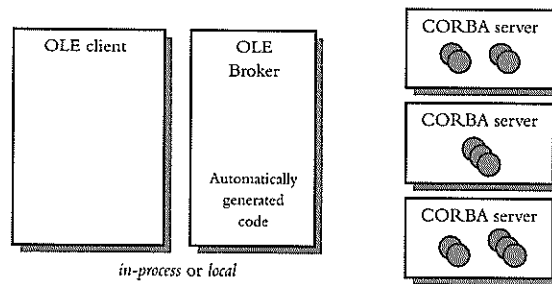 OLE client
OLE
Broker
Automatically
generated
code
in-process or local
CORBA server
CORBA server
CORBA server